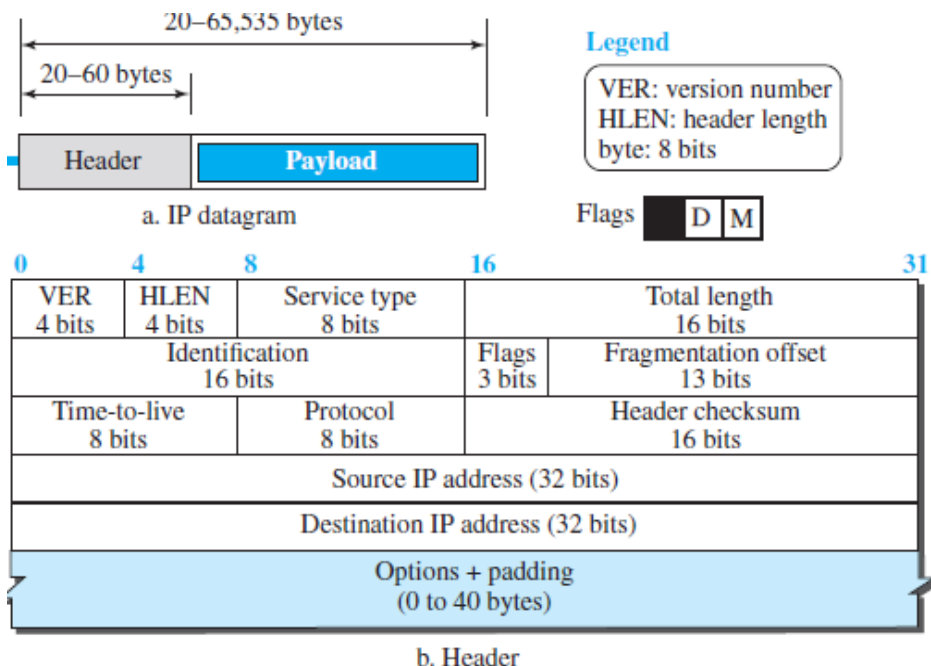 20–65,535 bytes
20–60 bytes
Header
Payload
a. IP datagram
Legend
VER: version number
HLEN: header length
byte: 8 bits
Flags
D
M
0
4
8
16
31
VER
4 bits
HLEN
4 bits
Service type
8 bits
Total length
16 bits
Identification
16 bits
Flags
3 bits
Fragmentation offset
13 bits
Time-to-live
8 bits
Protocol
8 bits
Header checksum
16 bits
Source IP address (32 bits)
Destination IP address (32 bits)
Options + padding
(0 to 40 bytes)
b. Header